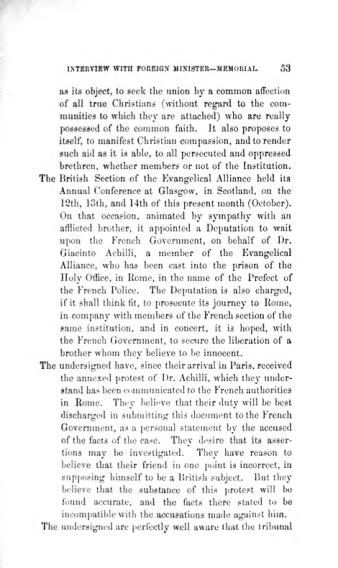 INTERVIEW WITH FOREIGN MINISTER—MEMORIAL. 53
as its object, to seek the union by a common affection
of all true Christians (without regard to the com-
munities to which they are attached) who are really
possessed of the common faith. It also proposes to
itself, to manifest Christian compassion, and to render
such aid as it is able, to all persecuted and oppressed
brethren, whether members or not of the Institution.
The British Section of the Evangelical Alliance held its
Annual Conference at Glasgow, in Scotland, on the
12th, 13th, and 14th of this present month (October).
On that occasion, animated by sympathy with an
afflicted brother, it appointed a Deputation to wait
upon the French Government, on behalf of Dr.
Giacinto Achilli, a member of the Evangelical
Alliance, who has been cast into the prison of the
Holy Office, in Rome, in the name of the Prefect of
the French Police. The Deputation is also charged,
if it shall think fit, to prosecute its journey to Rome,
in company with members of the French section of the
same institution, and in concert, it is hoped, with
the French Government, to secure the liberation of a
brother whom they believe to be innocent.
The undersigned have, since their arrival in Paris, received
the annexed protest of Dr. Achilli, which they under-
stand has been communicated to the French authorities
in Rome. They believe that their duty will be best
discharged in submitting this document to the French
Government, as a personal statement by the accused
of the facts of the case. They desire that its asser-
tions may be investigated. They have reason to
believe that their friend in one point is incorrect, in
supposing himself to be a British subject. But they
believe that the substance of this protest will be
found accurate, and the facts there stated to be
incompatible with the accusations made against him.
The undersigned are perfectly well aware that the tribunal